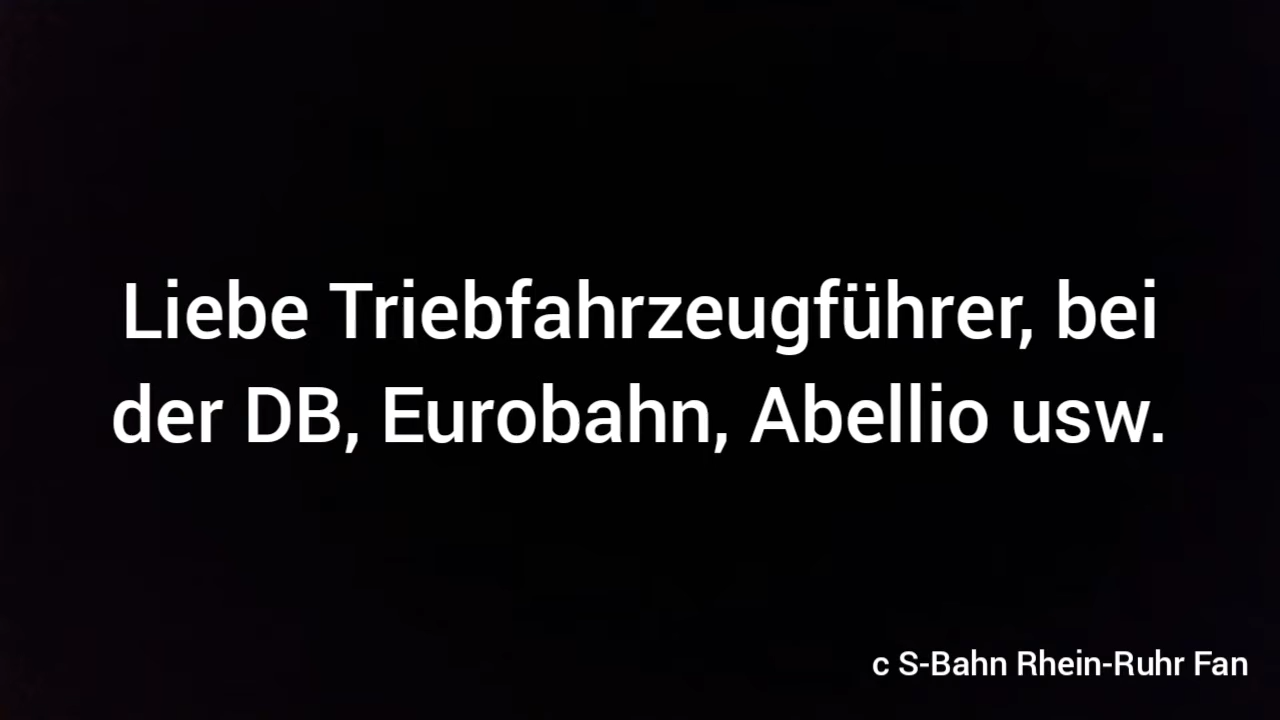 Liebe Triebfahrzeugführer, bei
der DB, Eurobahn, Abellio usw.
c S-Bahn Rhein-Ruhr Fan